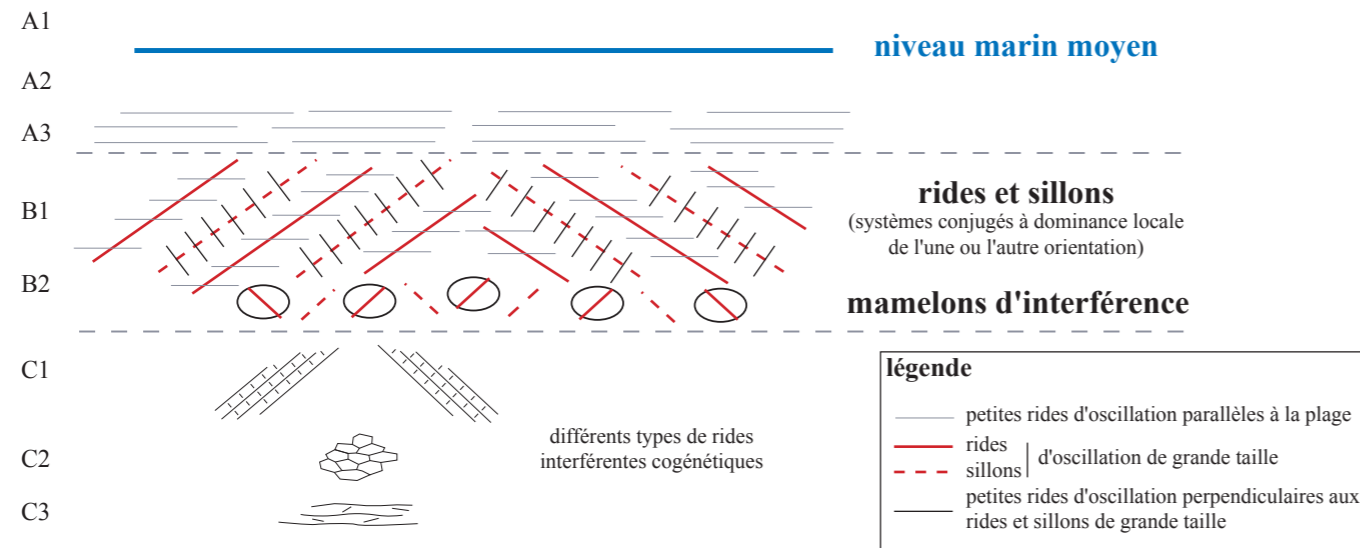 A1
niveau marin moyen
A2
A3
B1
rides et sillons
(systèmes conjugés à dominance locale
de l'une ou l'autre orientation)
B2
mamelons d'interférence
C1
C2
différents types de rides
interférentes cogénétiques
C3
légende
petites rides d'oscillation parallèles à la plage
rides
sillons
d'oscillation de grande taille
petites rides d'oscillation perpendiculaires aux
rides et sillons de grande taille